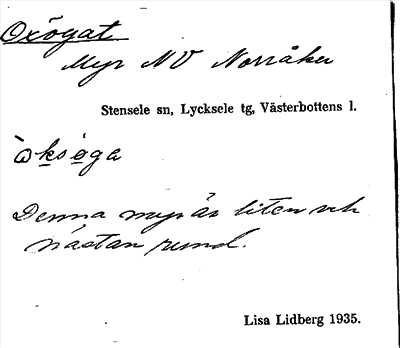 Oxögat
Myr NV Norråker
Stensele sn, Lycksele tg, Västerbottens l.
òksøga
Denna myr är liten och
nästan rund.
Lisa Lidberg 1935.